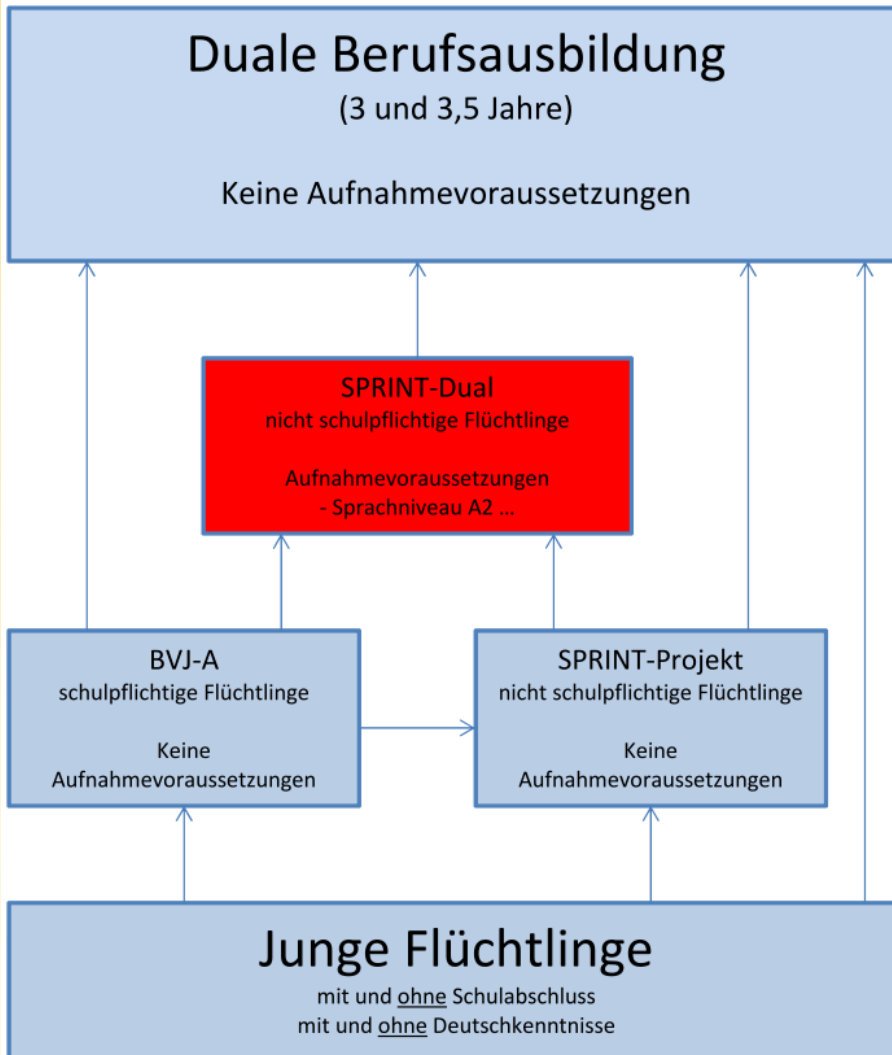 Duale Berufsausbildung
(3 und 3,5 Jahre)
Keine Aufnahmevoraussetzungen
SPRINT-Dual
nicht schulpflichtige Flüchtlinge
Aufnahmevoraussetzungen
- Sprachniveau A2 ...
BVJ-A
schulpflichtige Flüchtlinge
Keine
Aufnahmevoraussetzungen
SPRINT-Projekt
nicht schulpflichtige Flüchtlinge
Keine
Aufnahmevoraussetzungen
Junge Flüchtlinge
mit und ohne Schulabschluss
mit und ohne Deutschkenntnisse